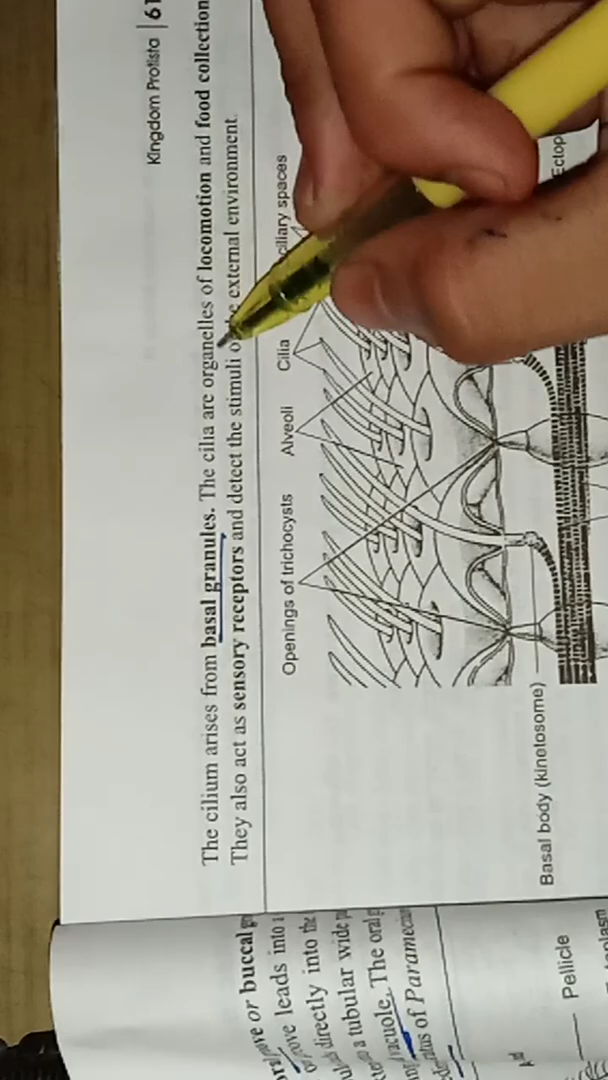 Kingdom Protista | 61
The cilium arises from basal granules. The cilia are organelles of locomotion and food collection
They also act as sensory receptors and detect the stimuli external environment.
Openings of trichocysts Alveoli Cilia ciliary spaces
Basal body (kinetosome)
or buccal
leads into
directly into the
a tubular wide
vacuole. The oral
of Paramecium
Pellicle